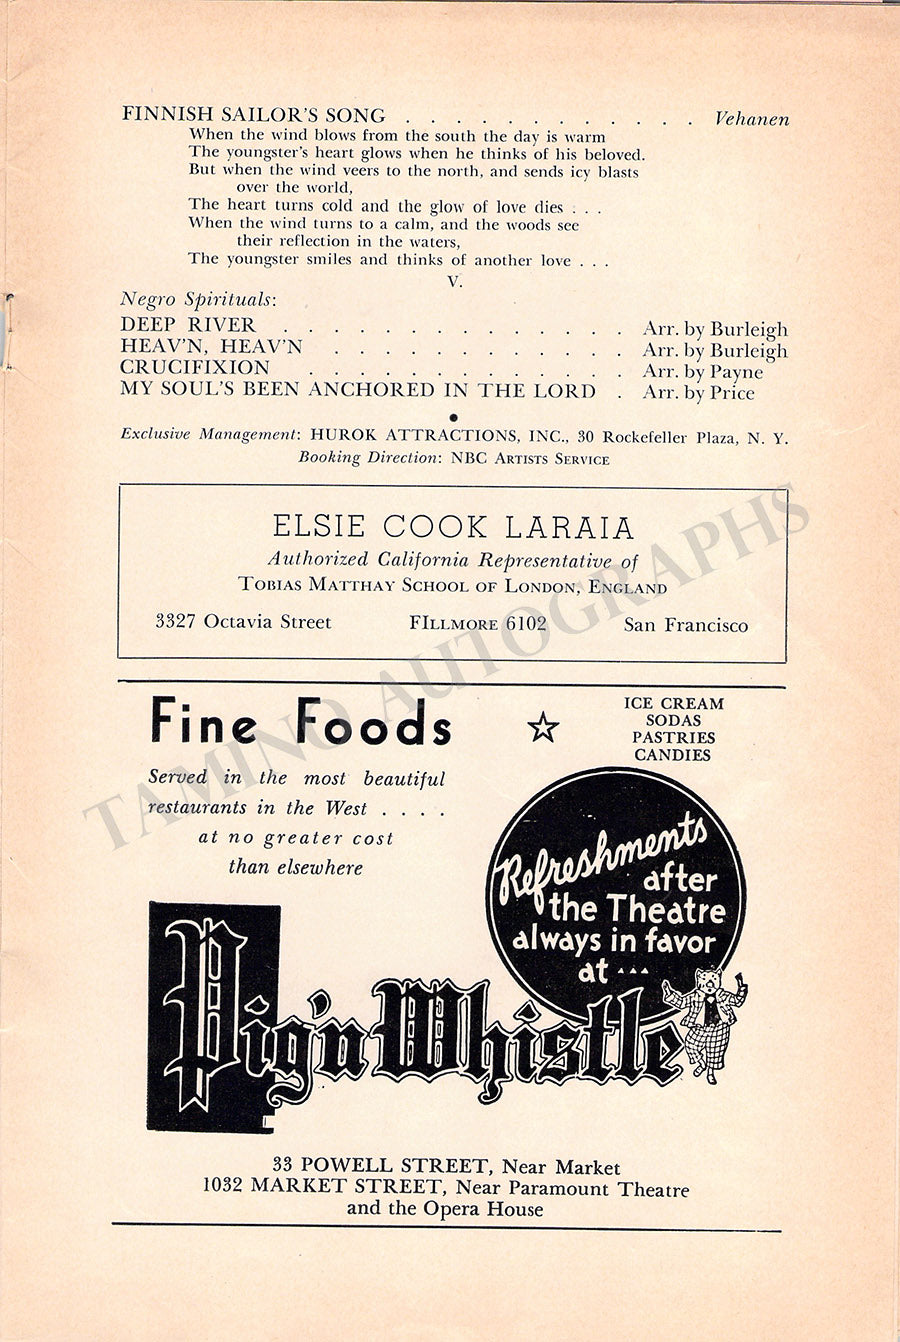 FINNISH SAILOR'S SONG . . . . . . . . . . . . Vehanen
When the wind blows from the south the day is warm
The youngster's heart glows when he thinks of his beloved.
But when the wind veers to the north, and sends icy blasts
over the world,
The heart turns cold and the glow of love dies . . .
When the wind turns to a calm, and the woods see
their reflection in the waters,
The youngster smiles and thinks of another love . . .
V.
Negro Spirituals:
DEEP RIVER . . . . . . . . . . . . . . Arr. by Burleigh
HEAV'N, HEAV'N . . . . . . . . . . . . Arr. by Burleigh
CRUCIFIXION . . . . . . . . . . . . . Arr. by Payne
MY SOUL'S BEEN ANCHORED IN THE LORD . Arr. by Price
●
Exclusive Management: HUROK ATTRACTIONS, INC., 30 Rockefeller Plaza, N. Y.
Booking Direction: NBC ARTISTS SERVICE
ELSIE COOK LARAIA
Authorized California Representative of
TOBIAS MATTHAY SCHOOL OF LONDON, ENGLAND
3327 Octavia Street FILLMORE 6102 San Francisco
TAMINO AUTOGRAPHS
Fine Foods
Served in the most beautiful
restaurants in the West . . . .
at no greater cost
than elsewhere
ICE CREAM
SODAS
PASTRIES
CANDIES
Refreshments
after
the Theatre
always in favor
at ...
Pig'n Whistle
33 POWELL STREET, Near Market
1032 MARKET STREET, Near Paramount Theatre
and the Opera House